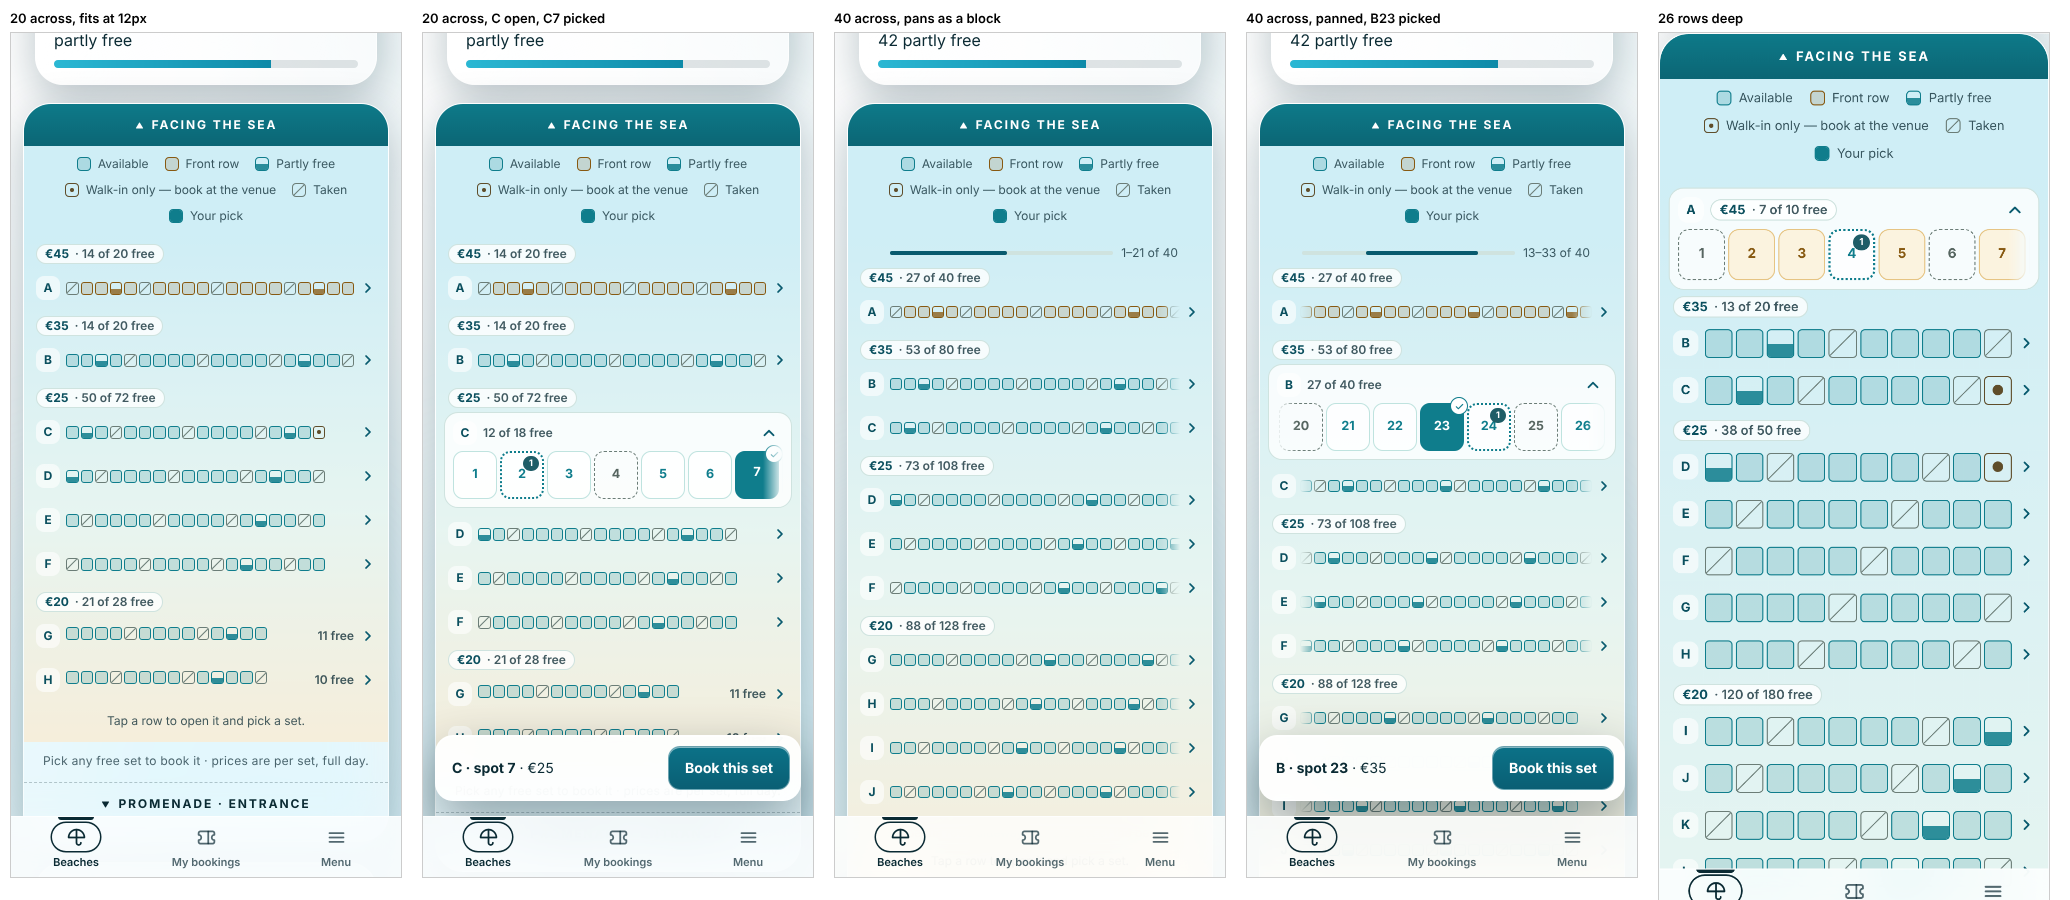 20 across, fits at 12px
partly free
▲ FACING THE SEA
Available Front row Partly free
Walk-in only — book at the venue Taken
Your pick
€45 · 14 of 20 free
A
€35 · 14 of 20 free
B
€25 · 50 of 72 free
C
D
E
F
€20 · 21 of 28 free
G 11 free
H 10 free
Tap a row to open it and pick a set.
Pick any free set to book it · prices are per set, full day.
▼ PROMENADE · ENTRANCE
Beaches My bookings Menu
20 across, C open, C7 picked
partly free
▲ FACING THE SEA
Available Front row Partly free
Walk-in only — book at the venue Taken
Your pick
€45 · 14 of 20 free
A
€35 · 14 of 20 free
B
€25 · 50 of 72 free
C 12 of 18 free
1 2 1 3 4 5 6 7
D
E
F
€20 · 21 of 28 free
G 11 free
C · spot 7 · €25 Book this set
Beaches My bookings Menu
40 across, pans as a block
42 partly free
▲ FACING THE SEA
Available Front row Partly free
Walk-in only — book at the venue Taken
Your pick
1–21 of 40
€45 · 27 of 40 free
A
€35 · 53 of 80 free
B
C
€25 · 73 of 108 free
D
E
F
€20 · 88 of 128 free
G
H
I
J
Beaches My bookings Menu
40 across, panned, B23 picked
42 partly free
▲ FACING THE SEA
Available Front row Partly free
Walk-in only — book at the venue Taken
Your pick
13–33 of 40
€45 · 27 of 40 free
A
€35 · 53 of 80 free
B 27 of 40 free
20 21 22 23 24 1 25 26
C
€25 · 73 of 108 free
D
E
F
€20 · 88 of 128 free
G
B · spot 23 · €35 Book this set
I
Beaches My bookings Menu
26 rows deep
▲ FACING THE SEA
Available Front row Partly free
Walk-in only — book at the venue Taken
Your pick
A €45 · 7 of 10 free
1 2 3 4 1 5 6 7
€35 · 13 of 20 free
B
C
€25 · 38 of 50 free
D
E
F
G
H
€20 · 120 of 180 free
I
J
K